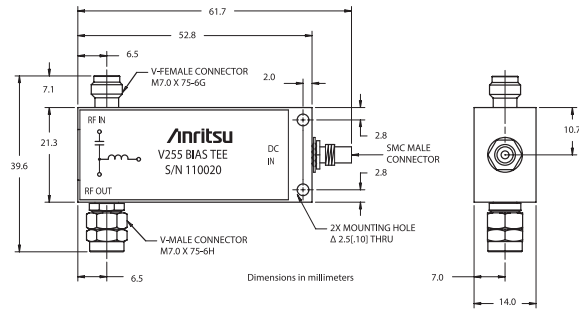 61.7
52.8
6.5
2.0
7.1
V-FEMALE CONNECTOR
M7.0 X 75-6G
RF IN
10.7
2.8
Anritsu
21.3
V255 BIAS TEE
S/N 110020
DC
IN
SMC MALE
CONNECTOR
39.6
2.8
RF OUT
2X MOUNTING HOLE
Δ 2.5[.10] THRU
V-MALE CONNECTOR
M7.0 X 75-6H
6.5
Dimensions in millimeters
7.0
14.0